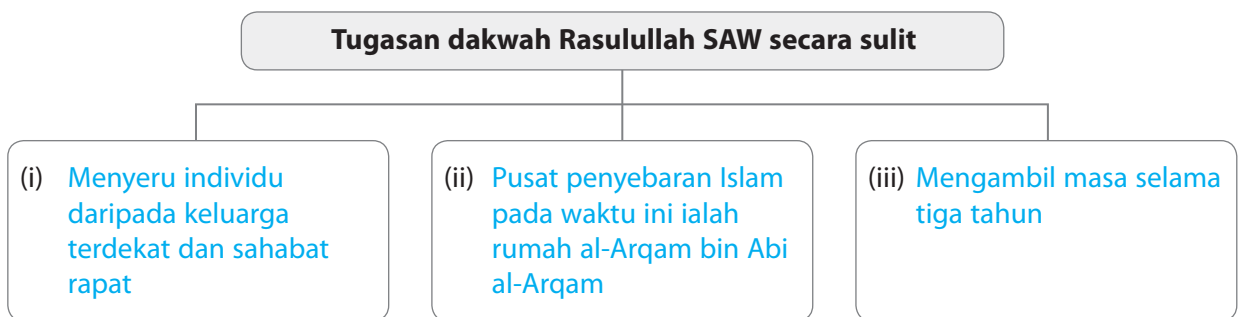 Tugasan dakwah Rasulullah SAW secara sulit
(i) Menyeru individu
daripada keluarga
terdekat dan sahabat
rapat
(ii) Pusat penyebaran Islam
pada waktu ini ialah
rumah al-Arqam bin Abi
al-Arqam
(iii) Mengambil masa selama
tiga tahun